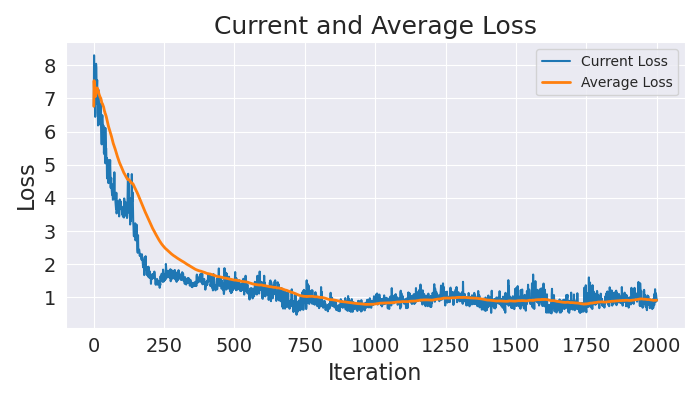 Current and Average Loss
Current Loss
Average Loss
Loss
8
7
6
5
4
3
2
1
0 250 500 750 1000 1250 1500 1750 2000
Iteration